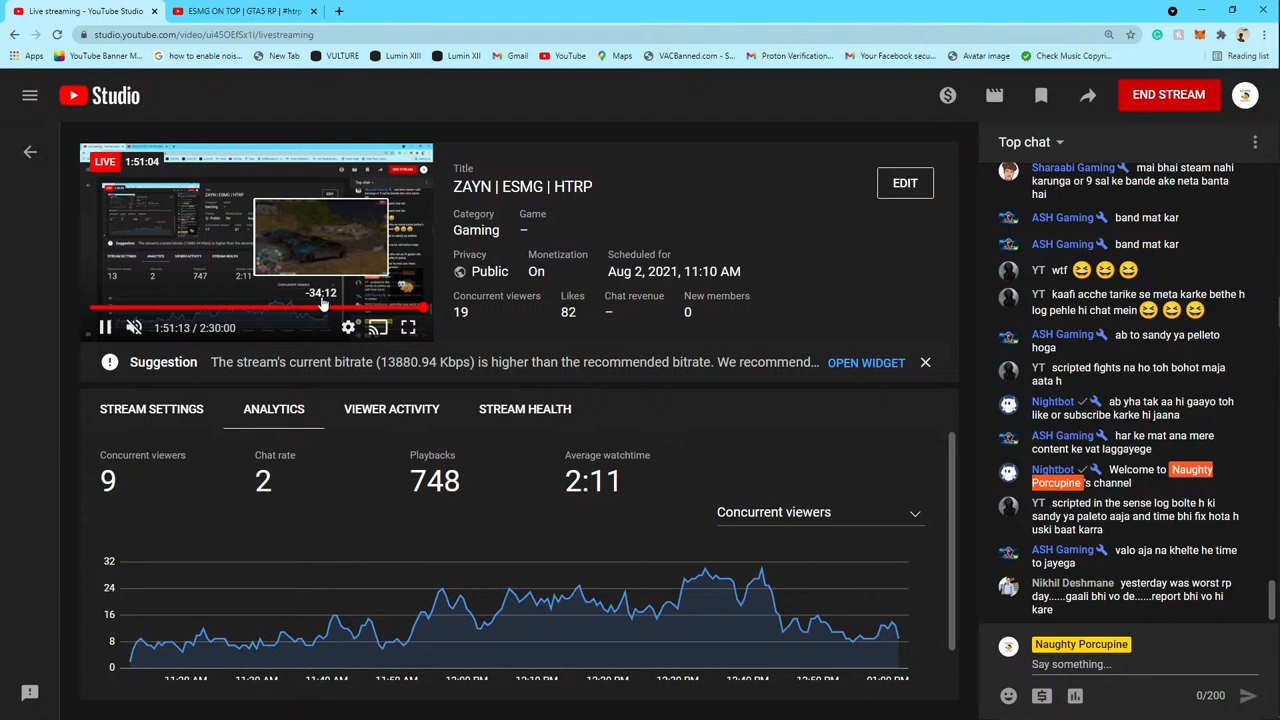 Live streaming - YouTube Studio
ESMG ON TOP | GTA5 RP | #htrp
studio.youtube.com/video/ui45OEfSx1I/livestreaming
Apps
YouTube Banner M...
how to enable nois...
New Tab
VULTURE
Lumin XIII
Lumin XII
Gmail
YouTube
Maps
VACBanned.com - S...
Proton Verification...
Your Facebook secu...
Avatar image
Check Music Copyri...
Reading list
Studio
END STREAM
LIVE 1:51:04
-34:12
1:51:13 / 2:30:00
Title
ZAYN | ESMG | HTRP
EDIT
Category Game
Gaming –
Privacy Monetization Scheduled for
Public On Aug 2, 2021, 11:10 AM
Concurrent viewers Likes Chat revenue New members
19 82 – 0
Suggestion The stream's current bitrate (13880.94 Kbps) is higher than the recommended bitrate. We recommend... OPEN WIDGET
STREAM SETTINGS ANALYTICS VIEWER ACTIVITY STREAM HEALTH
Concurrent viewers Chat rate Playbacks Average watchtime
9 2 748 2:11
Concurrent viewers
32
24
16
8
0
Top chat
Sharaabi Gaming mai bhai steam nahi
karunga ro 9 sal ke bande ake neta banta
hai
ASH Gaming band mat kar
ASH Gaming band mat kar
YT wtf
YT kaan se iche tarike se meta karke bethe h
log pehle hi chat mein
ASH Gaming ab to sandy ya pelleto
hoga
YT scripted fights na ho toh bohot maja
aata h
Nightbot ab yha tak aa hi gaayo toh
like or subscribe karke hi jaana
ASH Gaming har ke mat ana mere
content ke vat laggayege
Nightbot Welcome to Naughty
Porcupine's channel
YT scripted in the sense log bolte h ki
sandy ya paleto aaja and time bhi fix hota h
uski baat karra
ASH Gaming valo aja na khelte he time
to jayega
Nikhil Deshmane yesterday was worst rp
day......gaali bhi vo de.....report bhi vo hi
kare
Naughty Porcupine
Say something...
0/200